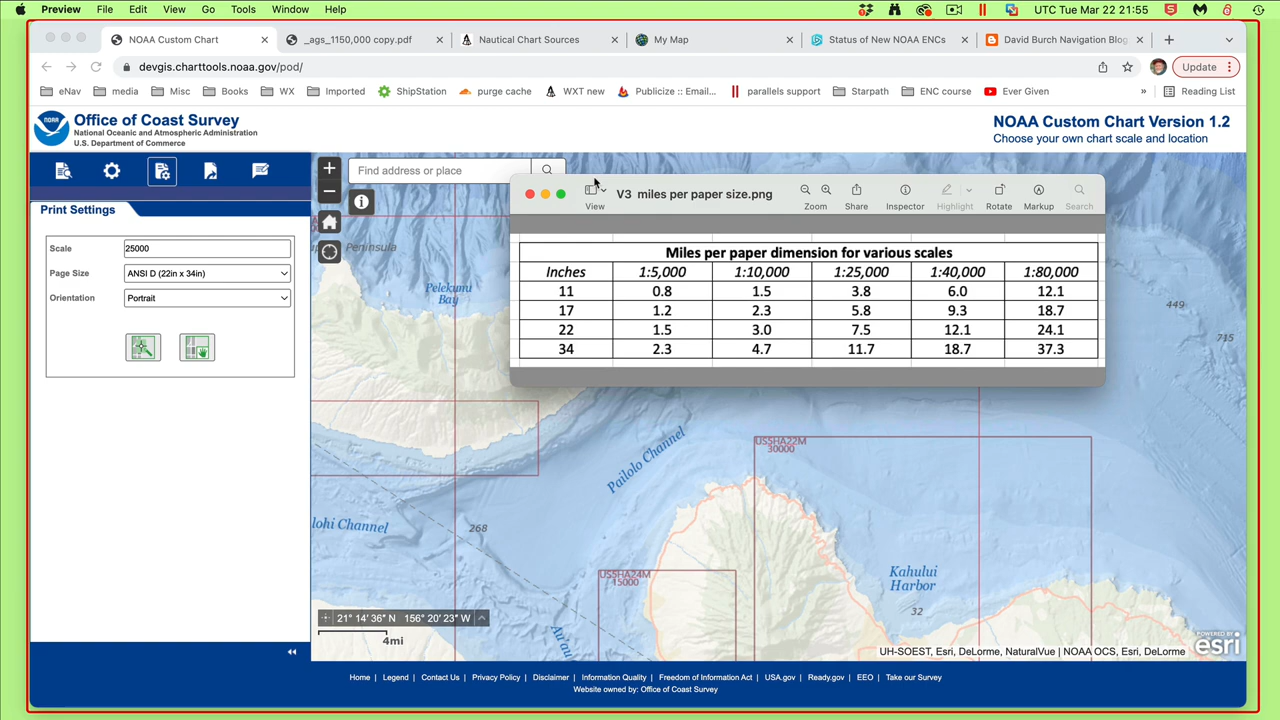 Preview File Edit View Go Tools Window Help UTC Tue Mar 22 21:55
NOAA Custom Chart _ags_1150,000 copy.pdf Nautical Chart Sources My Map Status of New NOAA ENCs David Burch Navigation Blog
devgis.charttools.noaa.gov/pod/ Update
eNav media Misc Books WX Imported ShipStation purge cache WXT new Publicize :: Email... parallels support Starpath ENC course Ever Given » Reading List
Office of Coast Survey
National Oceanic and Atmospheric Administration
U.S. Department of Commerce
NOAA Custom Chart Version 1.2
Choose your own chart scale and location
Print Settings
Scale 25000
Page Size ANSI D (22in x 34in)
Orientation Portrait
Find address or place
V3 miles per paper size.png
View Zoom Share Inspector Highlight Rotate Markup Search
Miles per paper dimension for various scales
Inches 1:5,000 1:10,000 1:25,000 1:40,000 1:80,000
11 0.8 1.5 3.8 6.0 12.1
17 1.2 2.3 5.8 9.3 18.7
22 1.5 3.0 7.5 12.1 24.1
34 2.3 4.7 11.7 18.7 37.3
Peninsula
Pelekunu
Bay
449
715
USSHA22M
30000
Pailolo Channel
lohi Channel
268
USSHA24M
15000
Kahului
Harbor
32
21° 14' 36" N 156° 20' 23" W
4mi
POWERED BY
esri
UH-SOEST, Esri, DeLorme, NaturalVue | NOAA OCS, Esri, DeLorme
Home | Legend | Contact Us | Privacy Policy | Disclaimer | Information Quality | Freedom of Information Act | USA.gov | Ready.gov | EEO | Take our Survey
Website owned by: Office of Coast Survey